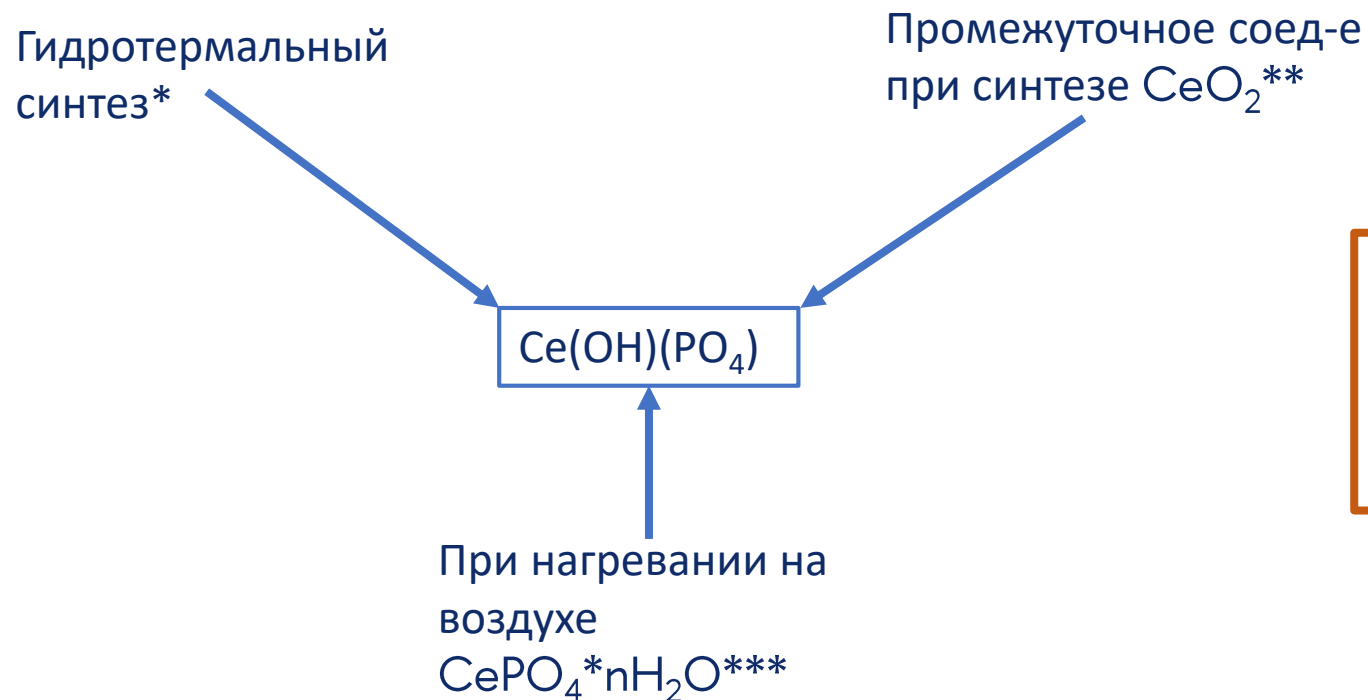 Гидротермальный
синтез*
Промежуточное соед-е
при синтезе CeO₂**
Ce(OH)(PO₄)
При нагревании на
воздухе
CePO₄*nH₂O***